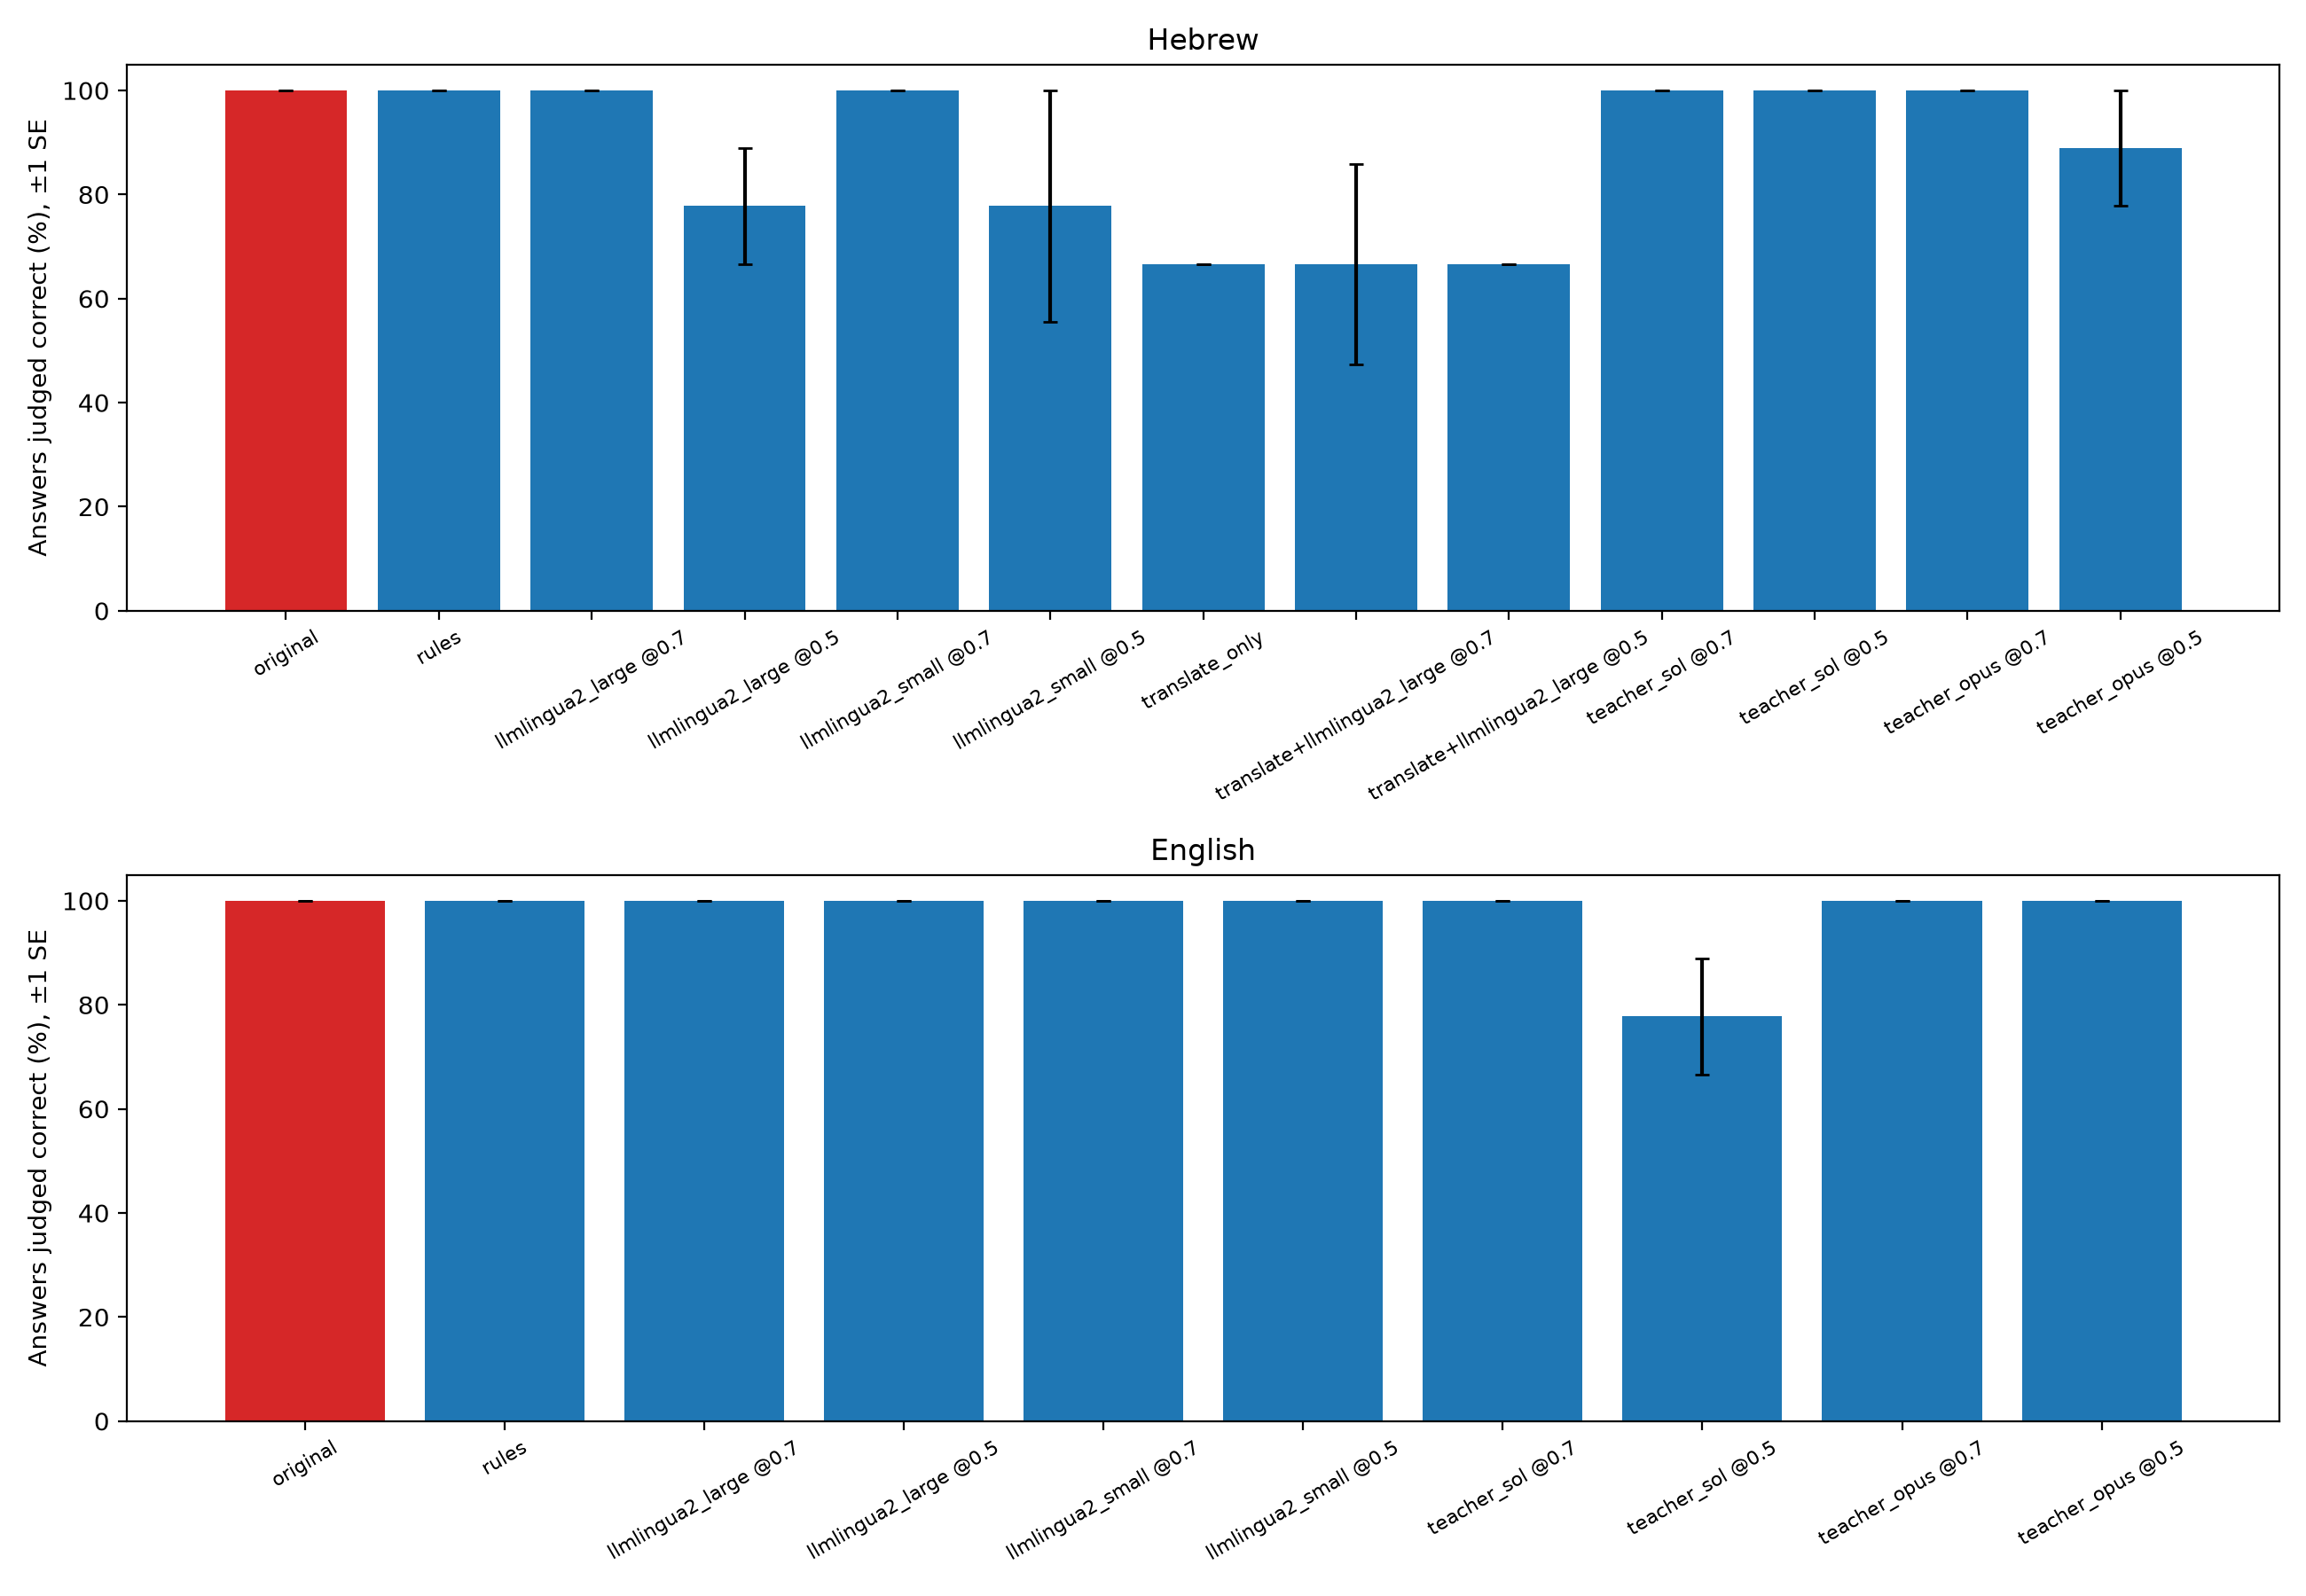 Hebrew
Answers judged correct (%), ±1 SE
100
80
60
40
20
0
original
rules
llmlingua2_large @0.7
llmlingua2_large @0.5
llmlingua2_small @0.7
llmlingua2_small @0.5
translate_only
translate+llmlingua2_large @0.7
translate+llmlingua2_large @0.5
teacher_sol @0.7
teacher_sol @0.5
teacher_opus @0.7
teacher_opus @0.5
English
Answers judged correct (%), ±1 SE
100
80
60
40
20
0
original
rules
llmlingua2_large @0.7
llmlingua2_large @0.5
llmlingua2_small @0.7
llmlingua2_small @0.5
teacher_sol @0.7
teacher_sol @0.5
teacher_opus @0.7
teacher_opus @0.5